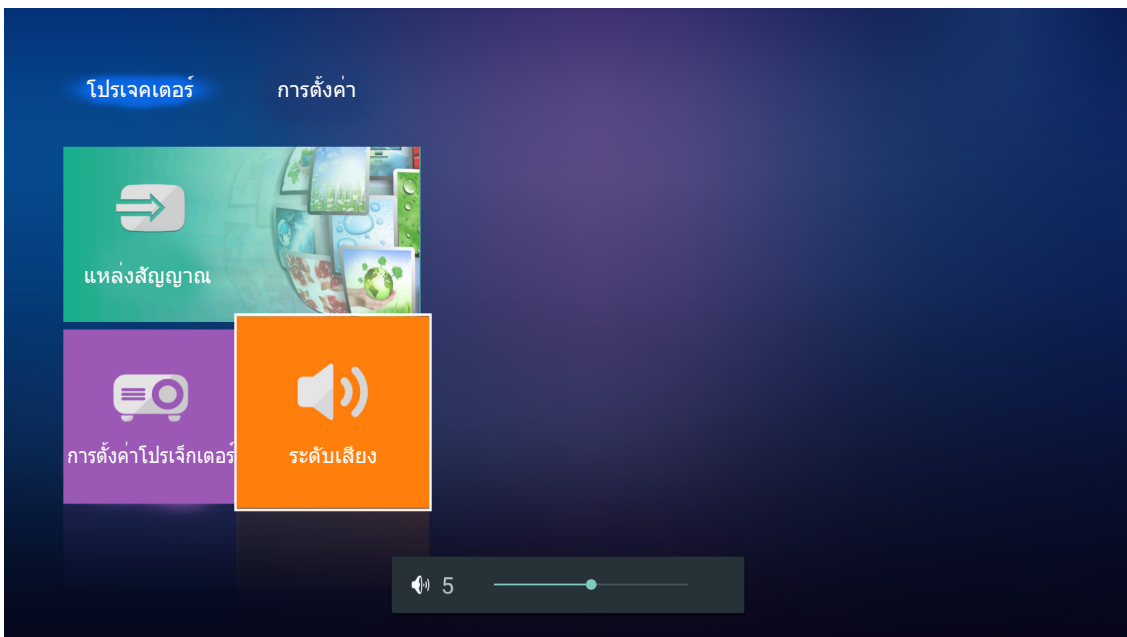 โปรเจคเตอร์
การตั้งค่า
แหล่งสัญญาณ
การตั้งค่าโปรเจ็กเตอร์
ระดับเสียง
5